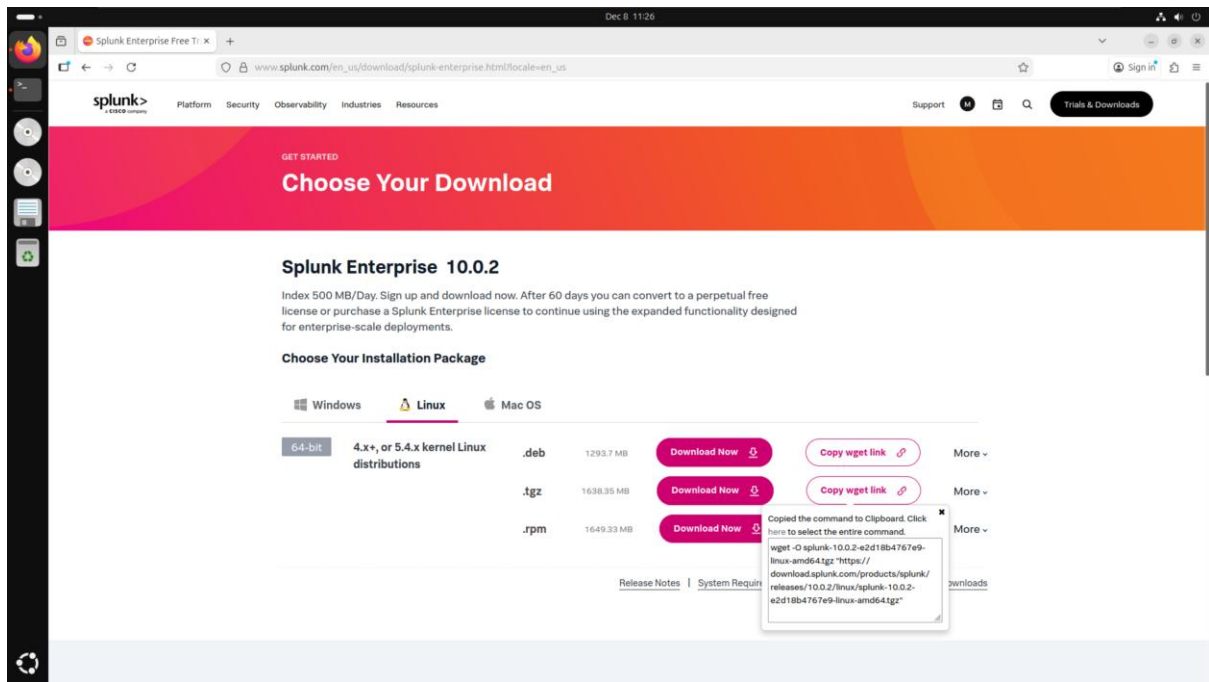 Dec 8 11:26
Splunk Enterprise Free Tr
www.splunk.com/en_us/download/splunk-enterprise.html?locale=en_us
Sign in
splunk>
a CISCO company
Platform Security Observability Industries Resources
Support M Trials & Downloads
GET STARTED
Choose Your Download
Splunk Enterprise 10.0.2
Index 500 MB/Day. Sign up and download now. After 60 days you can convert to a perpetual free
license or purchase a Splunk Enterprise license to continue using the expanded functionality designed
for enterprise-scale deployments.
Choose Your Installation Package
Windows Linux Mac OS
64-bit 4.x+, or 5.4.x kernel Linux .deb 1293.7 MB Download Now Copy wget link More
distributions
.tgz 1638.35 MB Download Now Copy wget link More
.rpm 1649.33 MB Download Now More
Copied the command to Clipboard. Click
here to select the entire command.
wget -O splunk-10.0.2-e2d18b4767e9-
linux-amd64.tgz "https://
download.splunk.com/products/splunk/
releases/10.0.2/linux/splunk-10.0.2-
e2d18b4767e9-linux-amd64.tgz"
Release Notes | System Require ownloads